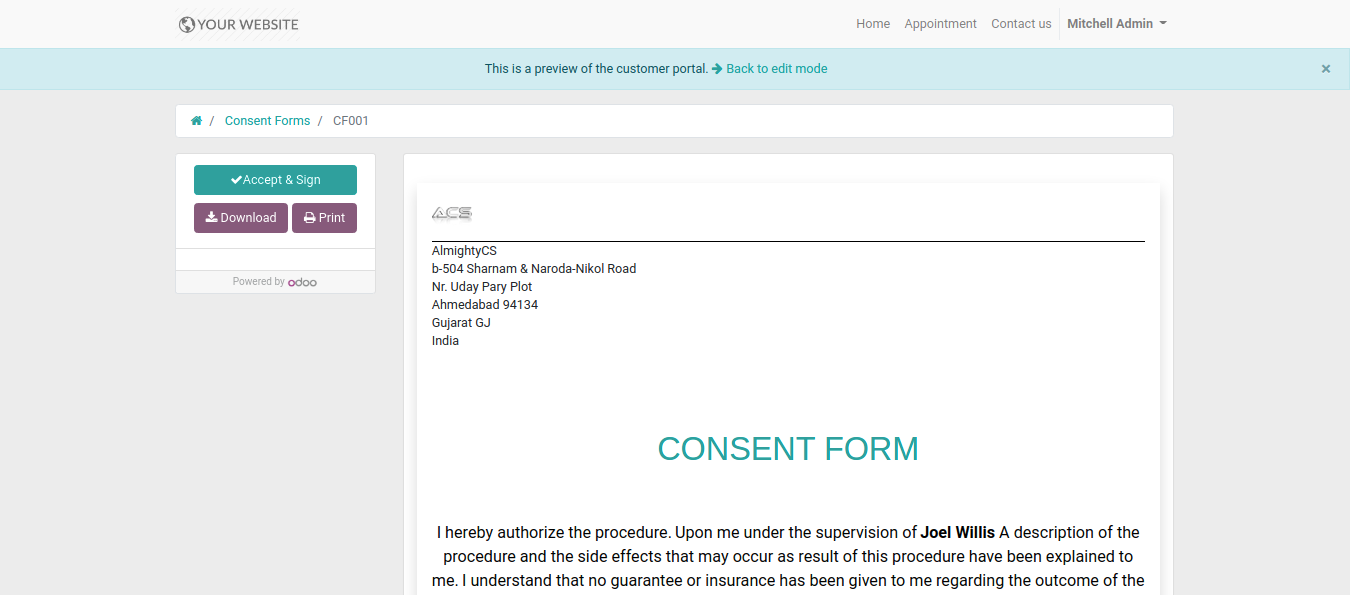 YOUR WEBSITE
Home Appointment Contact us Mitchell Admin
This is a preview of the customer portal. Back to edit mode ×
/ Consent Forms / CF001
Accept & Sign
Download Print
Powered by odoo
ACS
AlmightyCS
b-504 Sharnam & Naroda-Nikol Road
Nr. Uday Pary Plot
Ahmedabad 94134
Gujarat GJ
India
CONSENT FORM
I hereby authorize the procedure. Upon me under the supervision of Joel Willis A description of the
procedure and the side effects that may occur as result of this procedure have been explained to
me. I understand that no guarantee or insurance has been given to me regarding the outcome of the